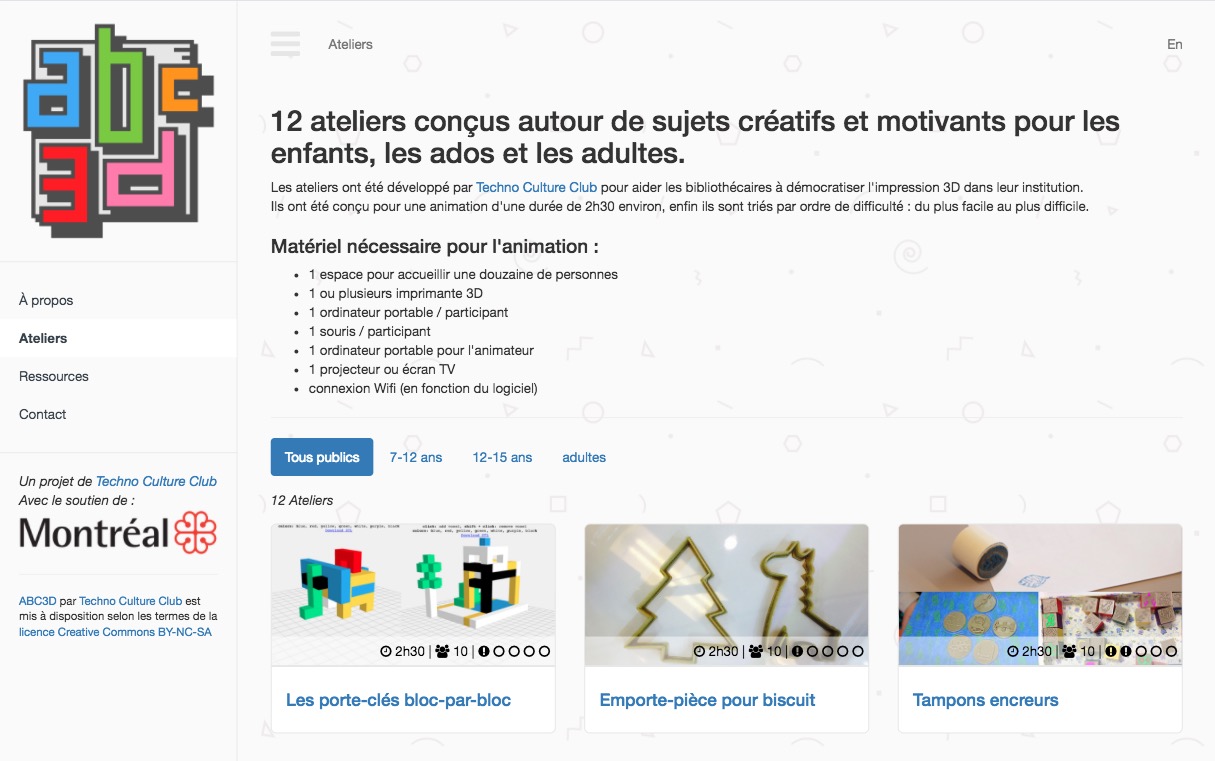 abc3d
À propos
Ateliers
Ressources
Contact
Un projet de Techno Culture Club
Avec le soutien de :
Montréal
ABC3D par Techno Culture Club est
mis à disposition selon les termes de la
licence Creative Commons BY-NC-SA
Ateliers
En
12 ateliers conçus autour de sujets créatifs et motivants pour les
enfants, les ados et les adultes.
Les ateliers ont été développé par Techno Culture Club pour aider les bibliothécaires à démocratiser l'impression 3D dans leur institution.
Ils ont été conçu pour une animation d'une durée de 2h30 environ, enfin ils sont triés par ordre de difficulté : du plus facile au plus difficile.
Matériel nécessaire pour l'animation :
1 espace pour accueillir une douzaine de personnes
1 ou plusieurs imprimante 3D
1 ordinateur portable / participant
1 souris / participant
1 ordinateur portable pour l'animateur
1 projecteur ou écran TV
connexion Wifi (en fonction du logiciel)
Tous publics
7-12 ans
12-15 ans
adultes
12 Ateliers
2h30 | 10 |
Les porte-clés bloc-par-bloc
2h30 | 10 |
Emporte-pièce pour biscuit
2h30 | 10 |
Tampons encreurs